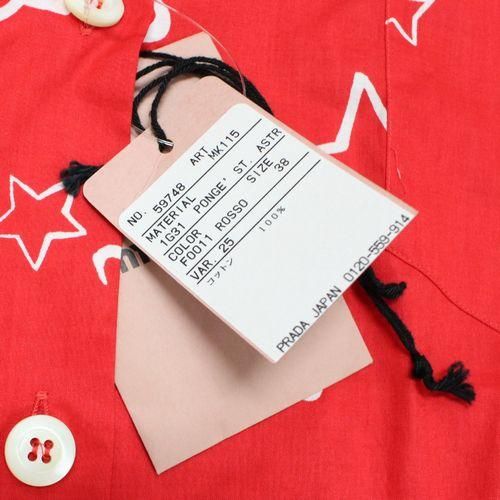 NO. 59748 ART MK115
MATERIAL
1G31 PONGE' ST. ASTR
COLOR SIZE
F0011 ROSSO 38
VAR. 25
コットン 100%
PRADA JAPAN 0120-559-914